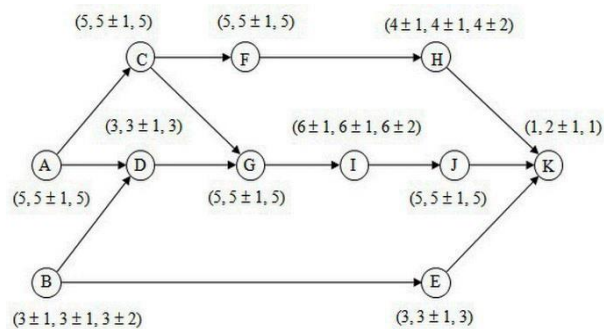 (5, 5 ± 1, 5) (5, 5 ± 1, 5) (4 ± 1, 4 ± 1, 4 ± 2)
C F H
(3, 3 ± 1, 3) (6 ± 1, 6 ± 1, 6 ± 2) (1, 2 ± 1, 1)
A D G I J K
(5, 5 ± 1, 5) (5, 5 ± 1, 5) (5, 5 ± 1, 5)
B E
(3 ± 1, 3 ± 1, 3 ± 2) (3, 3 ± 1, 3)